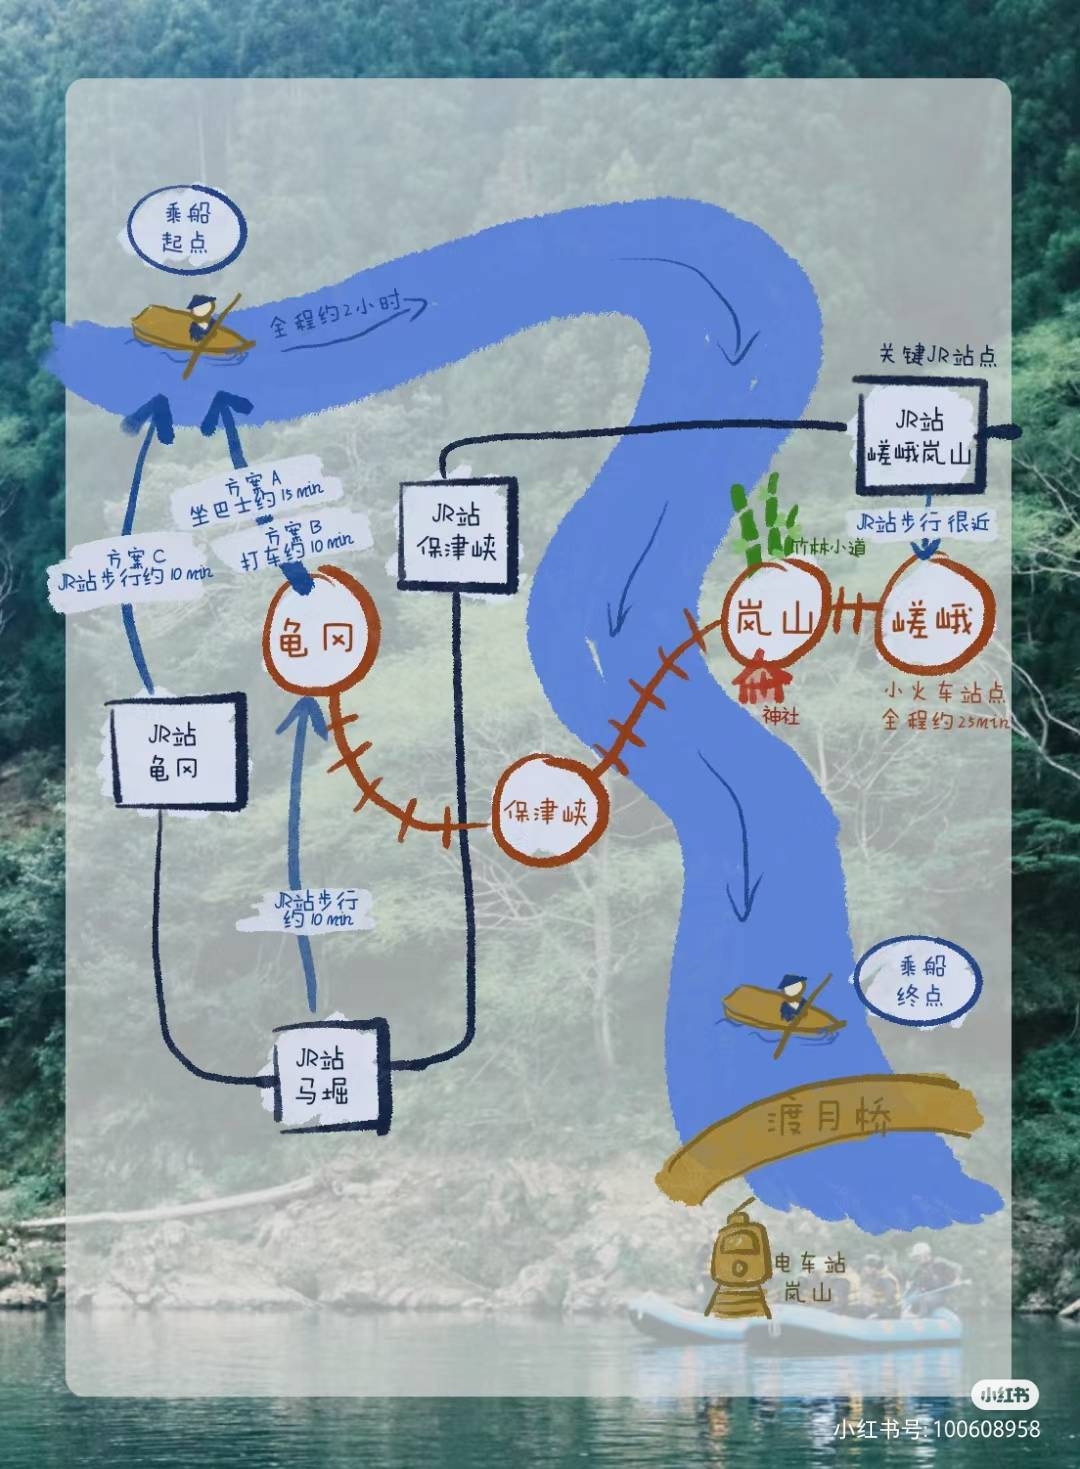 乘船
起点
全程约2小时
关键JR站点
JR站
嵯峨岚山
方案A
坐巴士约15min
JR站
保津峡
JR站步行很近
方案B
打车约10min
竹林小道
方案C
JR站步行约10min
龟冈
岚山
嵯峨
小火车站点
全程约25min
神社
JR站
龟冈
保津峡
JR站步行
约10min
乘船
终点
JR站
马堀
渡月桥
电车站
岚山
小红书
小红书号: 100608958